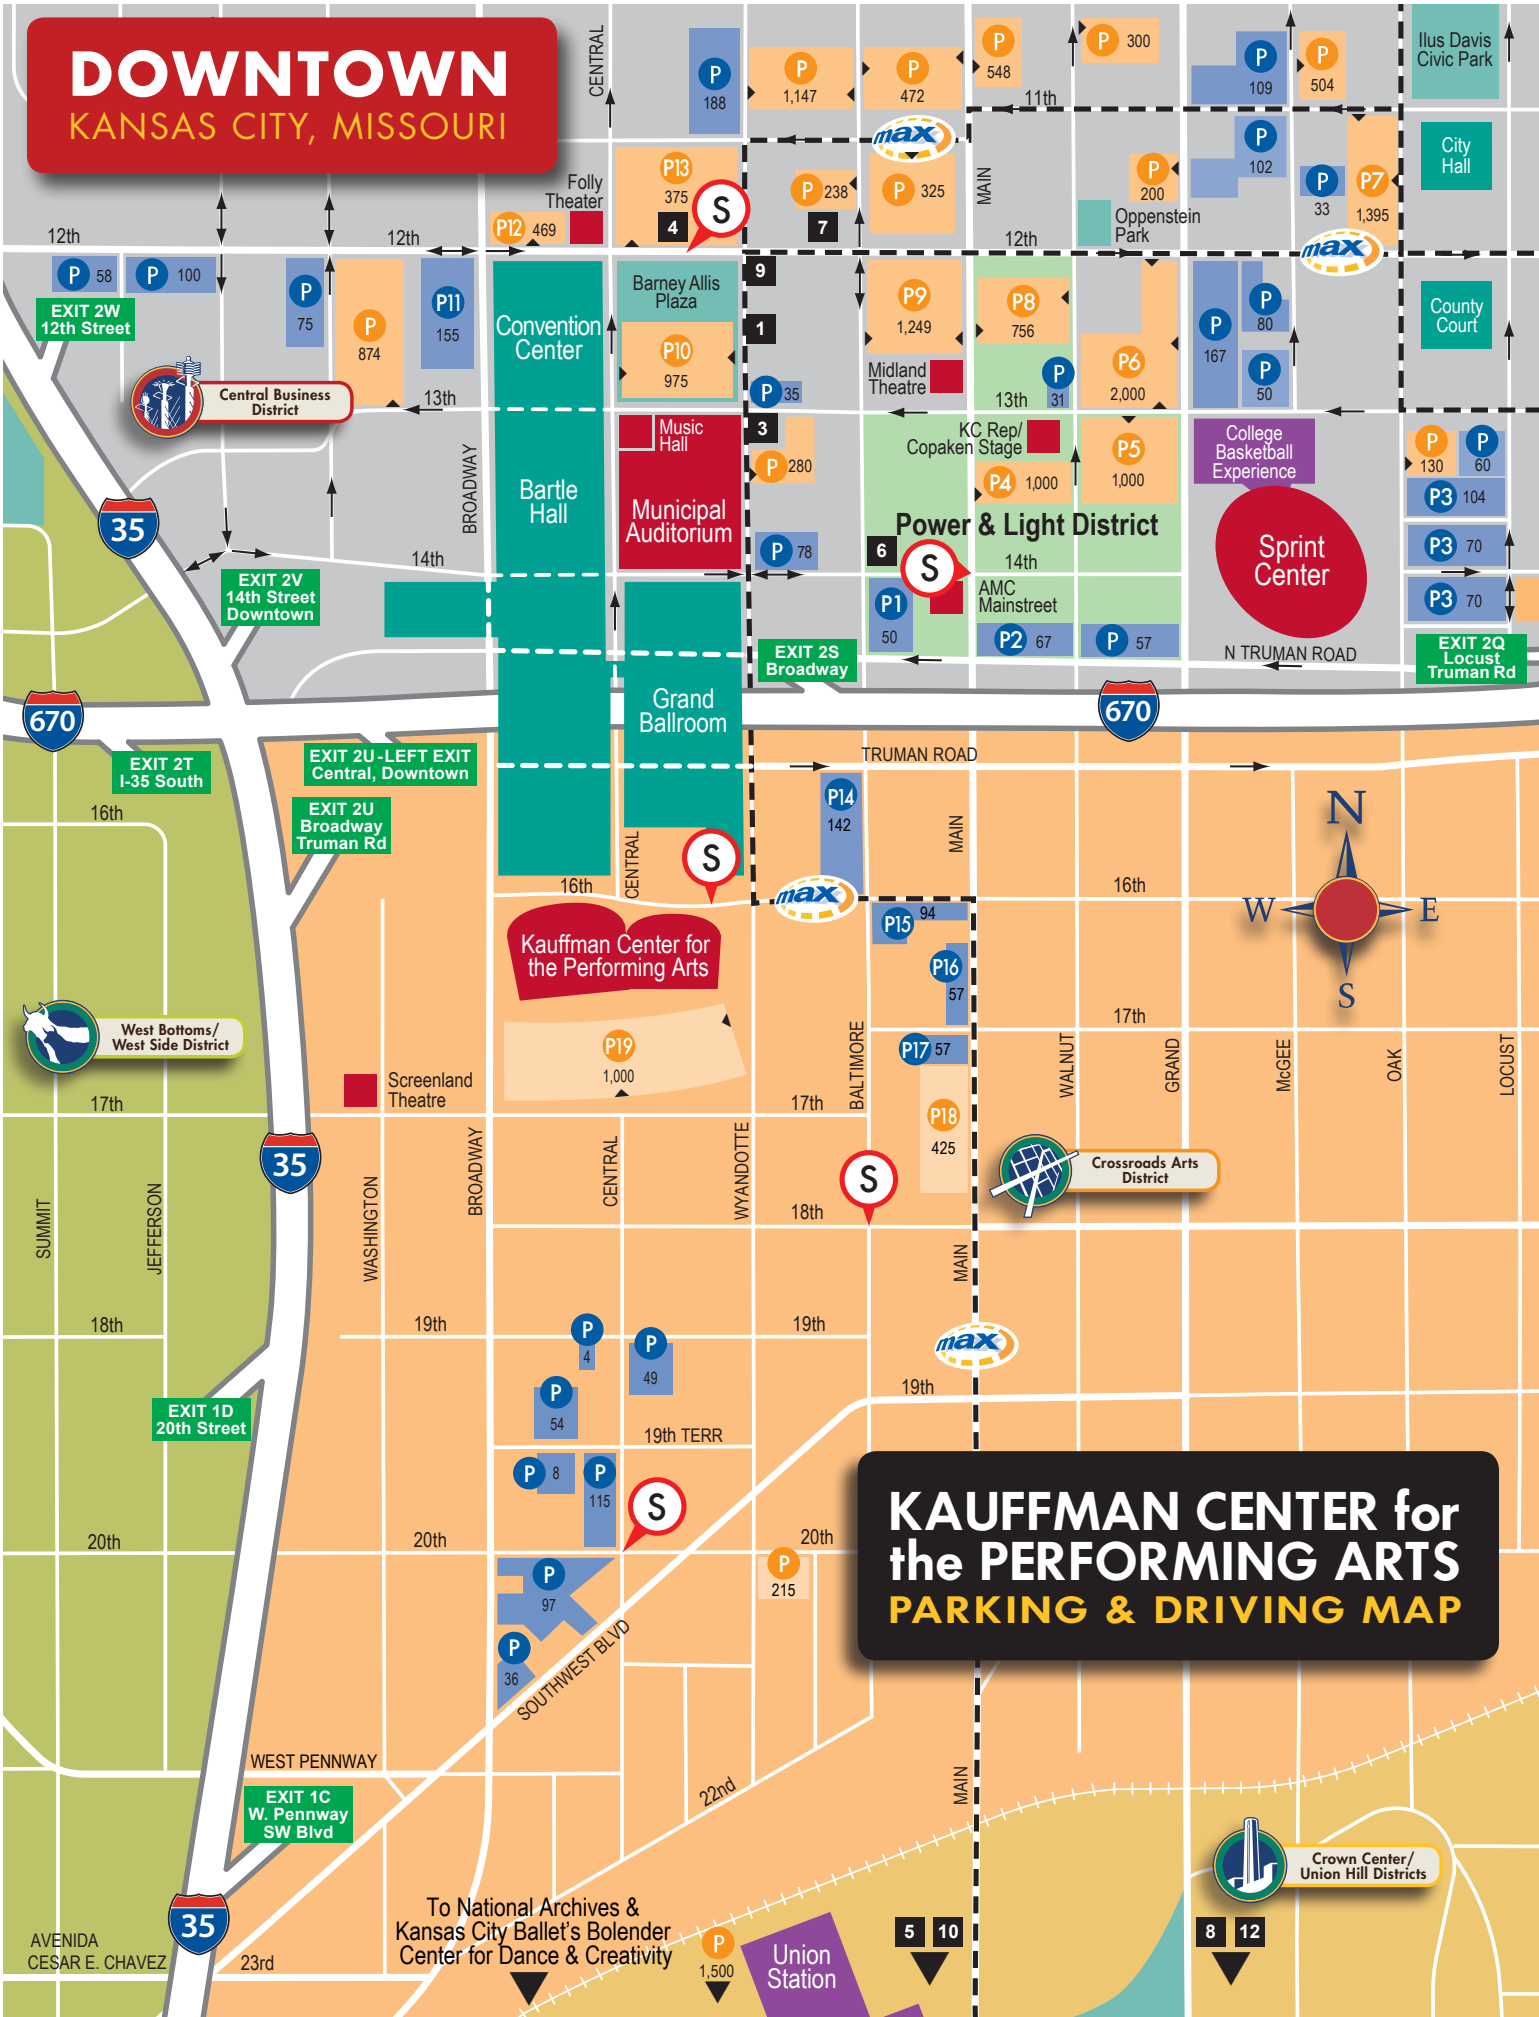 DOWNTOWN
KANSAS CITY, MISSOURI
CENTRAL
P
188
P
1,147
P
472
P
548
P 300
P
109
P
504
Ilus Davis
Civic Park
11th
max
MAIN
P
102
City
Hall
Folly
Theater
P13
375
S
4
P12 469
P 238
7
P 325
P
200
Oppenstein
Park
P
33
P7
1,395
12th
12th
12th
max
P 58
P 100
EXIT 2W
12th Street
P
75
P
874
P11
155
Convention
Center
Barney Allis
Plaza
P10
975
9
1
P9
1,249
P8
756
P
167
P
80
P
50
County
Court
Midland
Theatre
P
31
P6
2,000
P 35
Central Business
District
13th
13th
BROADWAY
Music
Hall
3
P 280
KC Rep/
Copaken Stage
P5
1,000
P4 1,000
College
Basketball
Experience
P
130
P
60
P3 104
Bartle
Hall
Municipal
Auditorium
Power & Light District
35
P 78
6
S
14th
14th
Sprint
Center
P3 70
EXIT 2V
14th Street
Downtown
P1
50
AMC
Mainstreet
P3 70
P2 67
P 57
EXIT 2S
Broadway
N TRUMAN ROAD
EXIT 2Q
Locust
Truman Rd
670
Grand
Ballroom
670
EXIT 2T
I-35 South
EXIT 2U-LEFT EXIT
Central, Downtown
TRUMAN ROAD
EXIT 2U
Broadway
Truman Rd
16th
P14
142
MAIN
N
W E
S
S
CENTRAL
16th
max
16th
P15
94
Kauffman Center for
the Performing Arts
P16
57
17th
West Bottoms/
West Side District
P19
1,000
BALTIMORE
P17 57
WALNUT
GRAND
McGEE
OAK
LOCUST
Screenland
Theatre
17th
17th
P18
425
35
BROADWAY
CENTRAL
WYANDOTTE
S
Crossroads Arts
District
SUMMIT
JEFFERSON
WASHINGTON
18th
MAIN
18th
19th
P
4
P
49
19th
max
P
54
19th
EXIT 1D
20th Street
19th TERR
P 8
P
115
S
KAUFFMAN CENTER for
the PERFORMING ARTS
PARKING & DRIVING MAP
20th
20th
20th
P
97
P
215
P
36
SOUTHWEST BLVD
WEST PENNWAY
22nd
MAIN
EXIT 1C
W. Pennway
SW Blvd
Crown Center/
Union Hill Districts
35
To National Archives &
Kansas City Ballet's Bolender
Center for Dance & Creativity
P
1,500
Union
Station
5 10
8 12
AVENIDA
CESAR E. CHAVEZ
23rd